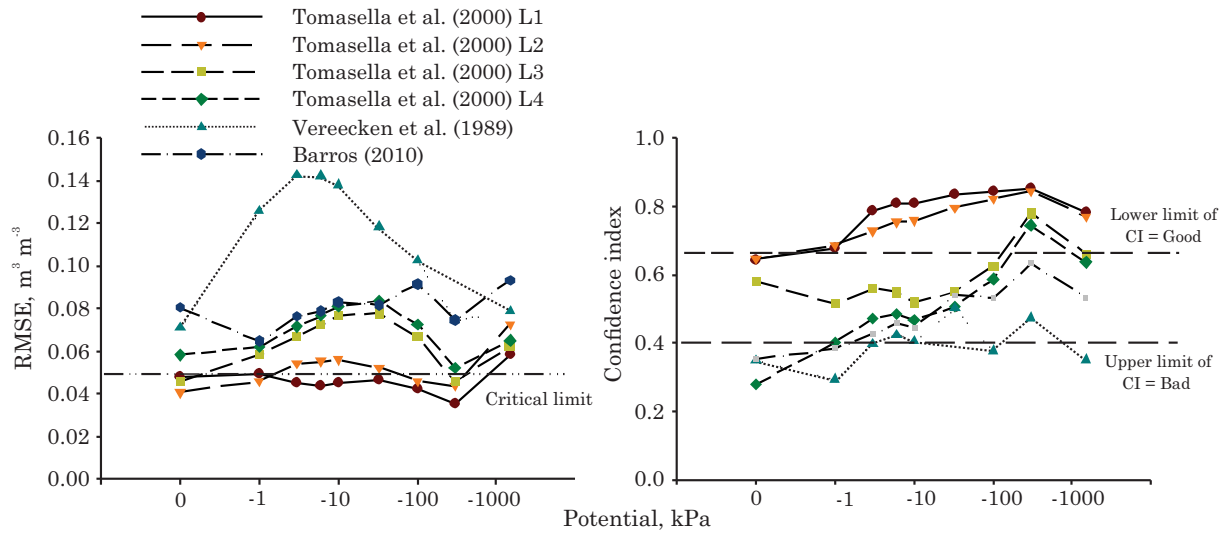 Tomasella et al. (2000) L1
Tomasella et al. (2000) L2
Tomasella et al. (2000) L3
Tomasella et al. (2000) L4
Vereecken et al. (1989)
Barros (2010)
RMSE, m³ m⁻³
0.16
0.14
0.12
0.10
0.08
0.06
0.04
0.02
0.00
Critical limit
0
-1
-10
-100
-1000
Confidence index
1.0
0.8
0.6
0.4
0.2
0.0
Lower limit of
CI = Good
Upper limit of
CI = Bad
0
-1
-10
-100
-1000
Potential, kPa